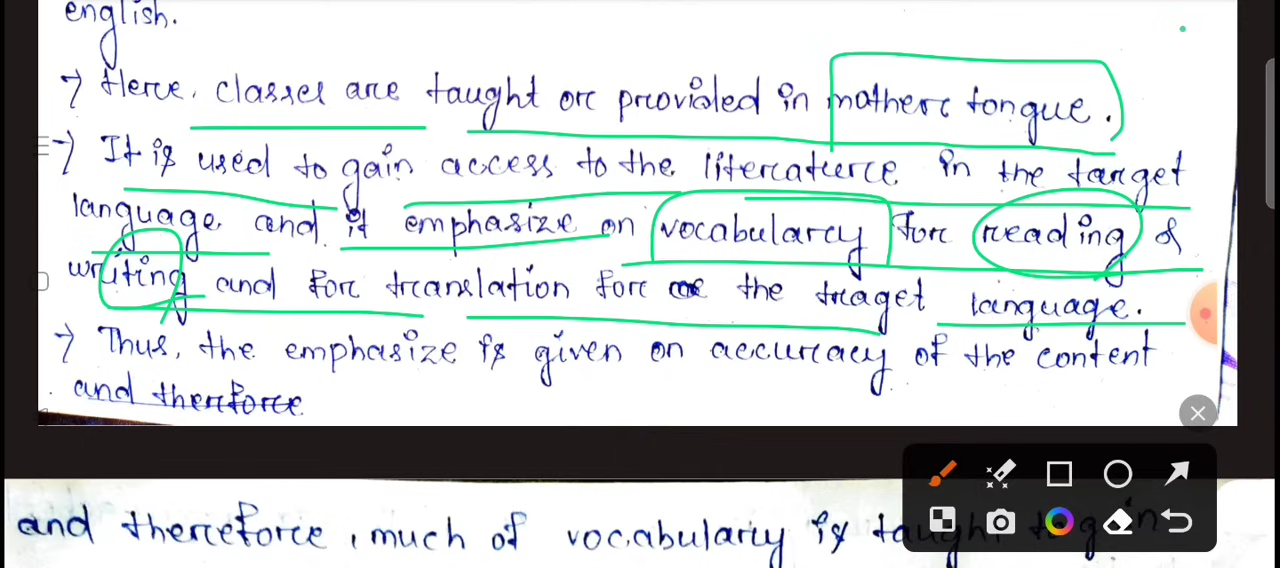 english.
→ Here, classes are taught or provided in mother tongue.
→ It is used to gain access to the literature in the target
language and it emphasize on vocabulary for reading &
writing and for translation for the traget language.
→ Thus, the emphasize is given on accuracy of the content
and therfore
and therefore, much of vocabulary is taught